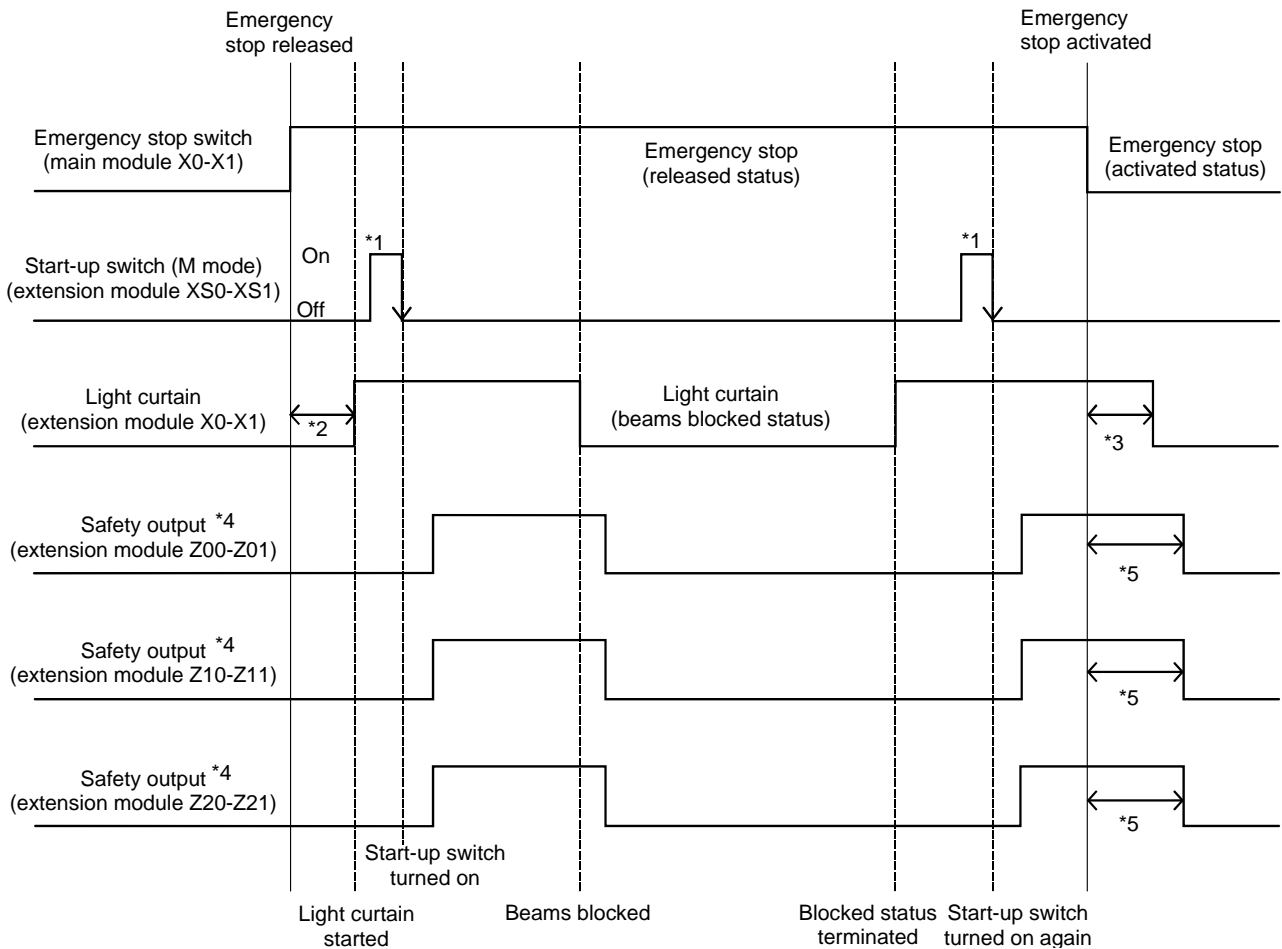 Emergency
stop released
Emergency
stop activated
Emergency stop switch
(main module X0-X1)
Emergency stop
(released status)
Emergency stop
(activated status)
Start-up switch (M mode)
(extension module XS0-XS1)
On
Off
*1
*1
Light curtain
(extension module X0-X1)
*2
Light curtain
(beams blocked status)
*3
Safety output *4
(extension module Z00-Z01)
*5
Safety output *4
(extension module Z10-Z11)
*5
Safety output *4
(extension module Z20-Z21)
*5
Start-up switch
turned on
Light curtain
started
Beams blocked
Blocked status
terminated
Start-up switch
turned on again